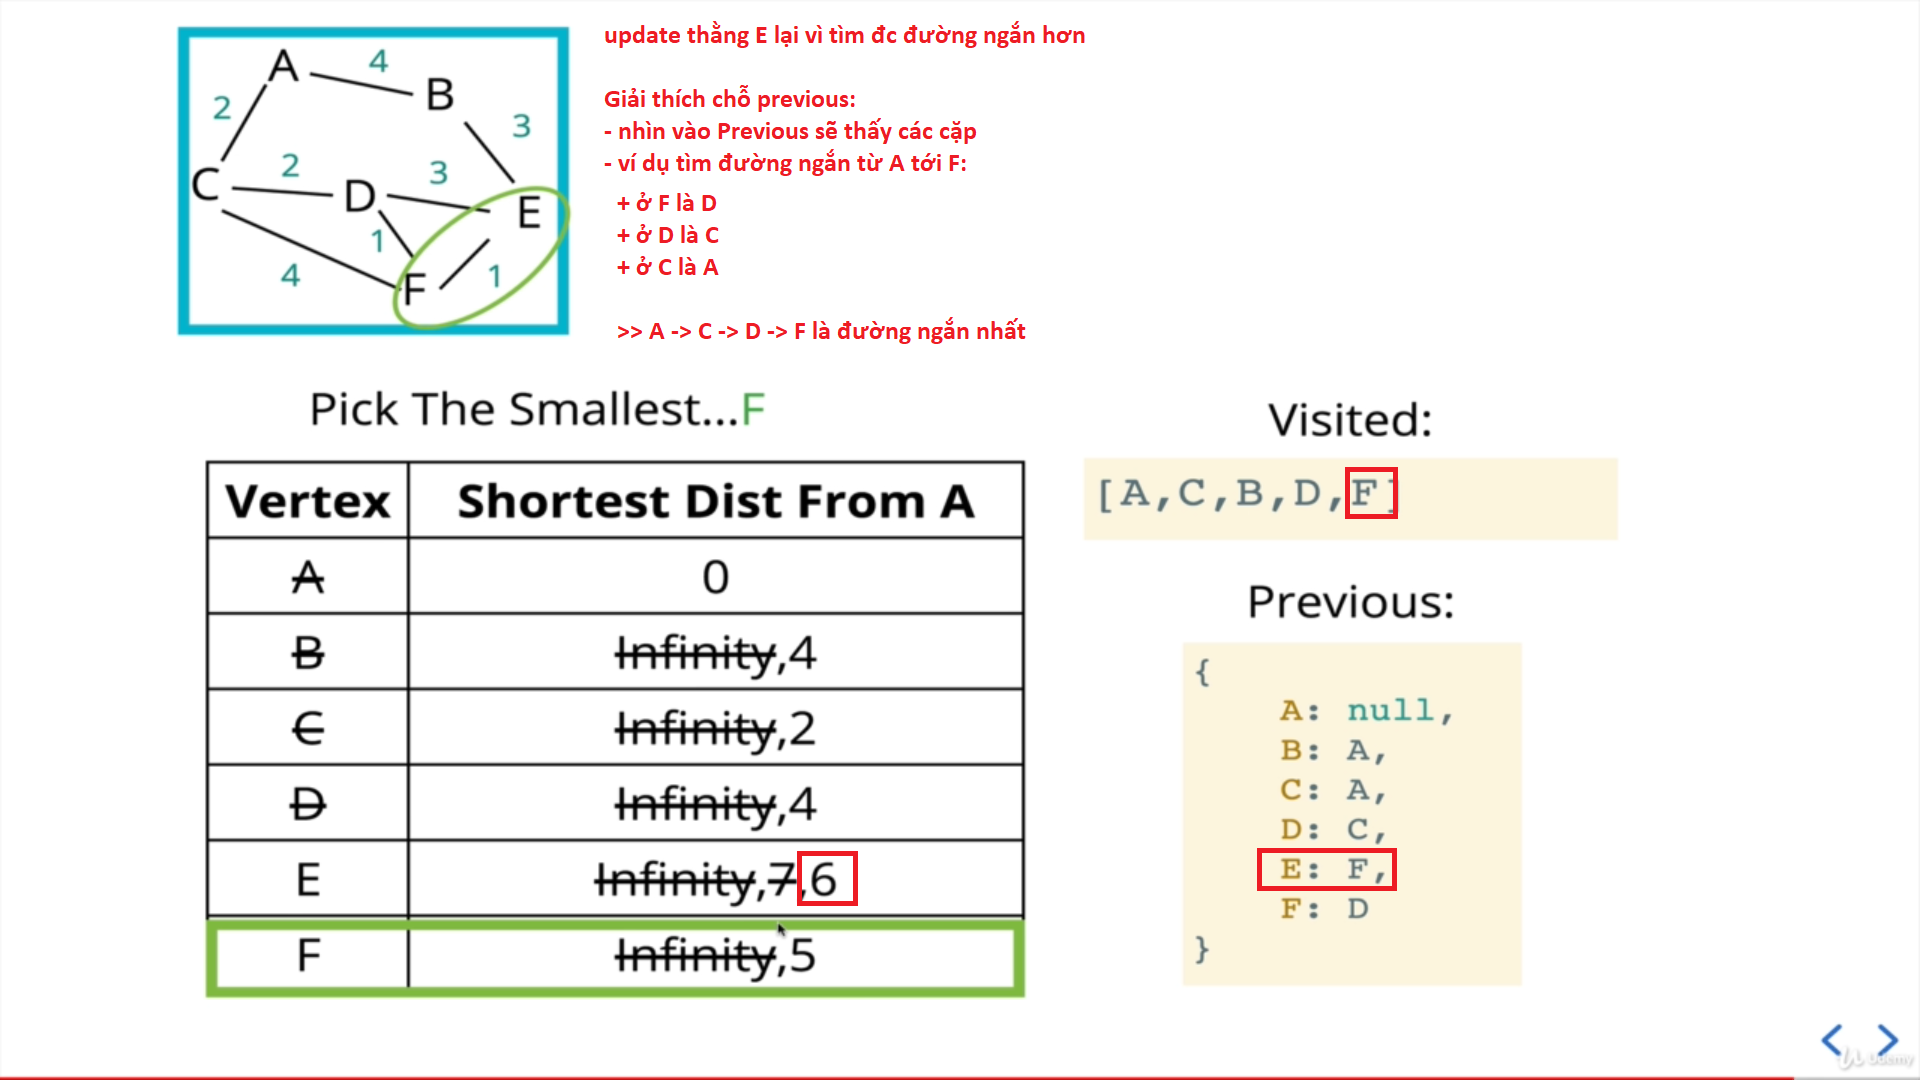 A 4 B
2 3
C 2 D 3 E
1
4 F 1
update thằng E lại vì tìm đc đường ngắn hơn
Giải thích chỗ previous:
- nhìn vào Previous sẽ thấy các cặp
- ví dụ tìm đường ngắn từ A tới F:
+ ở F là D
+ ở D là C
+ ở C là A
>> A -> C -> D -> F là đường ngắn nhất
Pick The Smallest...F
Vertex Shortest Dist From A
A 0
B Infinity,4
C Infinity,2
D Infinity,4
E Infinity,7,6
F Infinity,5
Visited:
[A,C,B,D,F]
Previous:
{
A: null,
B: A,
C: A,
D: C,
E: F,
F: D
}
Udemy